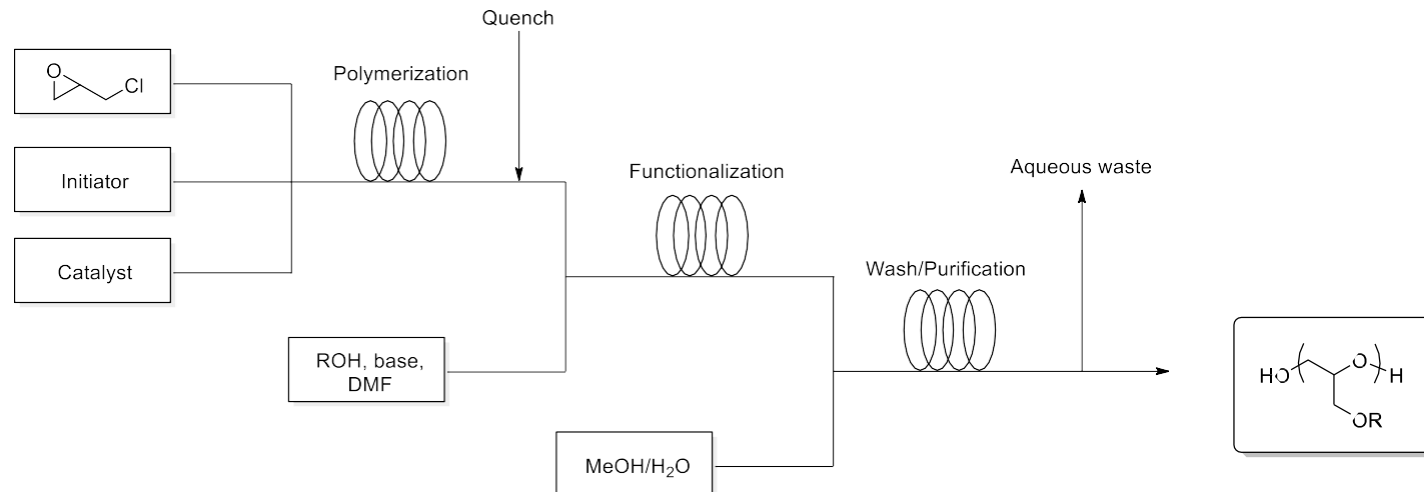 Quench
Polymerization
O
Cl
Initiator
Catalyst
Functionalization
ROH, base,
DMF
Aqueous waste
Wash/Purification
MeOH/H₂O
HO ( O ) H
OR